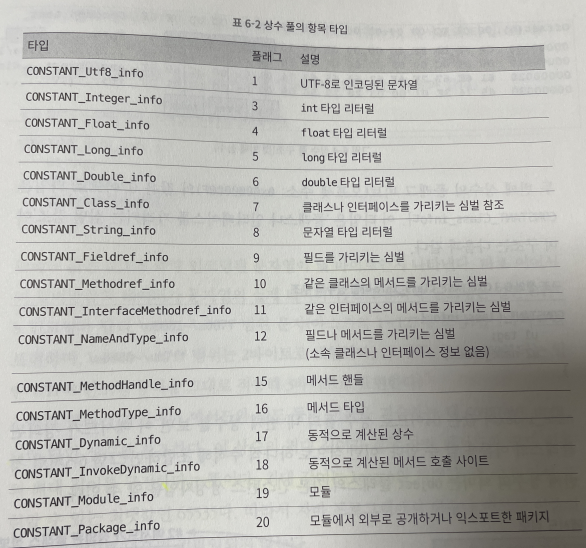 표 6-2 상수 풀의 항목 타입
타입 플래그 설명
CONSTANT_Utf8_info 1 UTF-8로 인코딩된 문자열
CONSTANT_Integer_info 3 int 타입 리터럴
CONSTANT_Float_info 4 float 타입 리터럴
CONSTANT_Long_info 5 long 타입 리터럴
CONSTANT_Double_info 6 double 타입 리터럴
CONSTANT_Class_info 7 클래스나 인터페이스를 가리키는 심벌 참조
CONSTANT_String_info 8 문자열 타입 리터럴
CONSTANT_Fieldref_info 9 필드를 가리키는 심벌
CONSTANT_Methodref_info 10 같은 클래스의 메서드를 가리키는 심벌
CONSTANT_InterfaceMethodref_info 11 같은 인터페이스의 메서드를 가리키는 심벌
CONSTANT_NameAndType_info 12 필드나 메서드를 가리키는 심벌
(소속 클래스나 인터페이스 정보 없음)
CONSTANT_MethodHandle_info 15 메서드 핸들
CONSTANT_MethodType_info 16 메서드 타입
CONSTANT_Dynamic_info 17 동적으로 계산된 상수
CONSTANT_InvokeDynamic_info 18 동적으로 계산된 메서드 호출 사이트
CONSTANT_Module_info 19 모듈
CONSTANT_Package_info 20 모듈에서 외부로 공개하거나 익스포트한 패키지